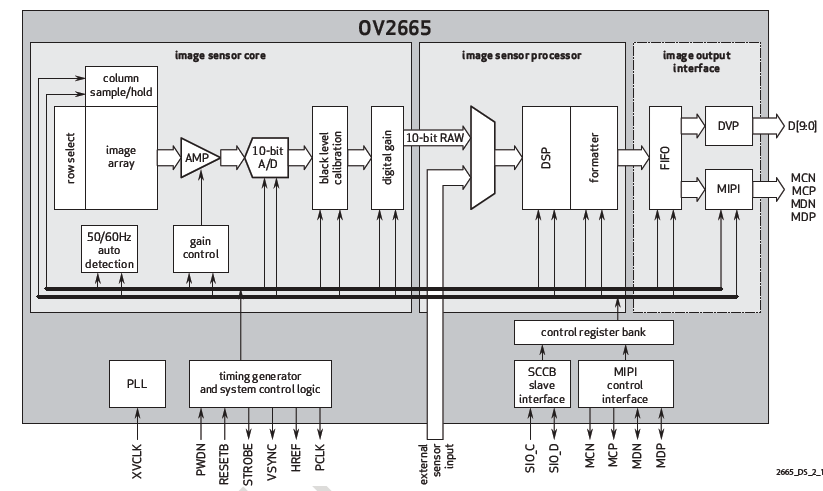 OV2665
image sensor core
image sensor processor
image output
interface
column
sample/hold
row select
image
array
AMP
10-bit
A/D
black level
calibration
digital gain
10-bit RAW
DSP
formatter
FIFO
DVP
MIPI
D[9:0]
MCN
MCP
MDN
MDP
50/60Hz
auto
detection
gain
control
control register bank
PLL
timing generator
and system control logic
SCCB
slave
interface
MIPI
control
interface
XVCLK
PWDN
RESETB
STROBE
VSYNC
HREF
PCLK
external
sensor
input
SIO_C
SIO_D
MCN
MCP
MDN
MDP
2665_DS_2_1